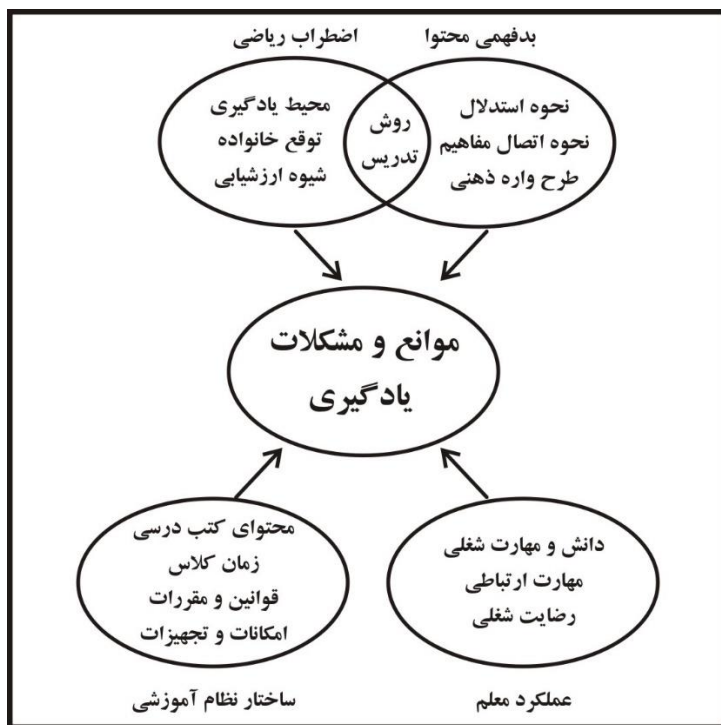 بدفهمی محتوا
اضطراب ریاضی
نحوه استدلال
نحوه اتصال مفاهیم
طرح واره ذهنی
روش
تدریس
محیط یادگیری
توقع خانواده
شیوه ارزشیابی
موانع و مشکلات
یادگیری
دانش و مهارت شغلی
مهارت ارتباطی
رضایت شغلی
محتوای کتب درسی
زمان کلاس
قوانین و مقررات
امکانات و تجهیزات
عملکرد معلم
ساختار نظام آموزشی